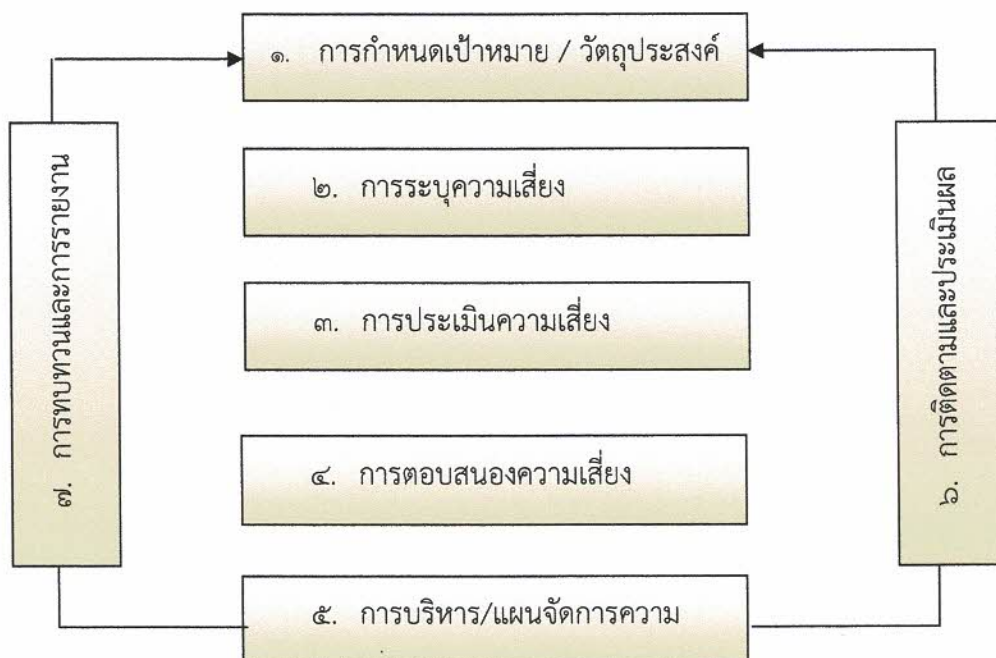 ๑. การกำหนดเป้าหมาย / วัตถุประสงค์
๒. การระบุความเสี่ยง
๓. การประเมินความเสี่ยง
๔. การตอบสนองความเสี่ยง
๕. การบริหาร/แผนจัดการความ
๖. การติดตามและประเมินผล
๗. การทบทวนและการรายงาน